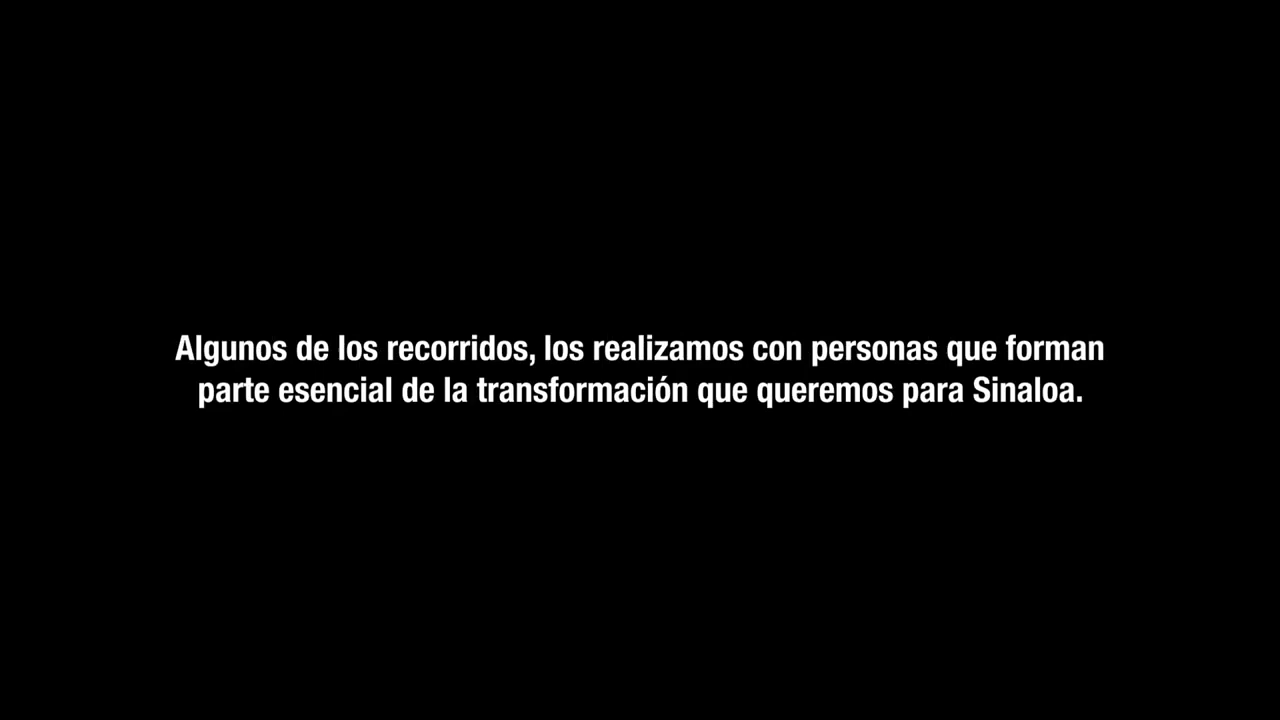 Algunos de los recorridos, los realizamos con personas que forman
parte esencial de la transformación que queremos para Sinaloa.